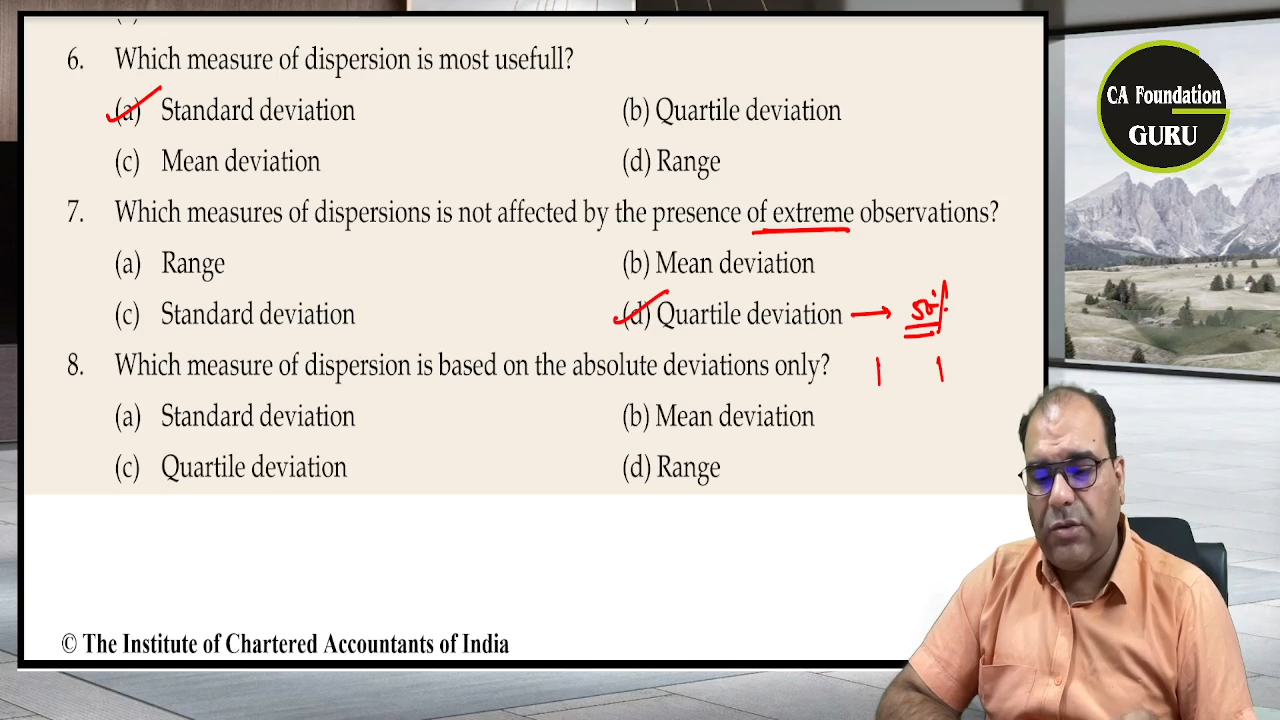 6. Which measure of dispersion is most usefull?
(a) Standard deviation (b) Quartile deviation
(c) Mean deviation (d) Range
7. Which measures of dispersions is not affected by the presence of extreme observations?
(a) Range (b) Mean deviation
(c) Standard deviation (d) Quartile deviation → 50%
8. Which measure of dispersion is based on the absolute deviations only? | |
(a) Standard deviation (b) Mean deviation
(c) Quartile deviation (d) Range
© The Institute of Chartered Accountants of India
CA Foundation
GURU